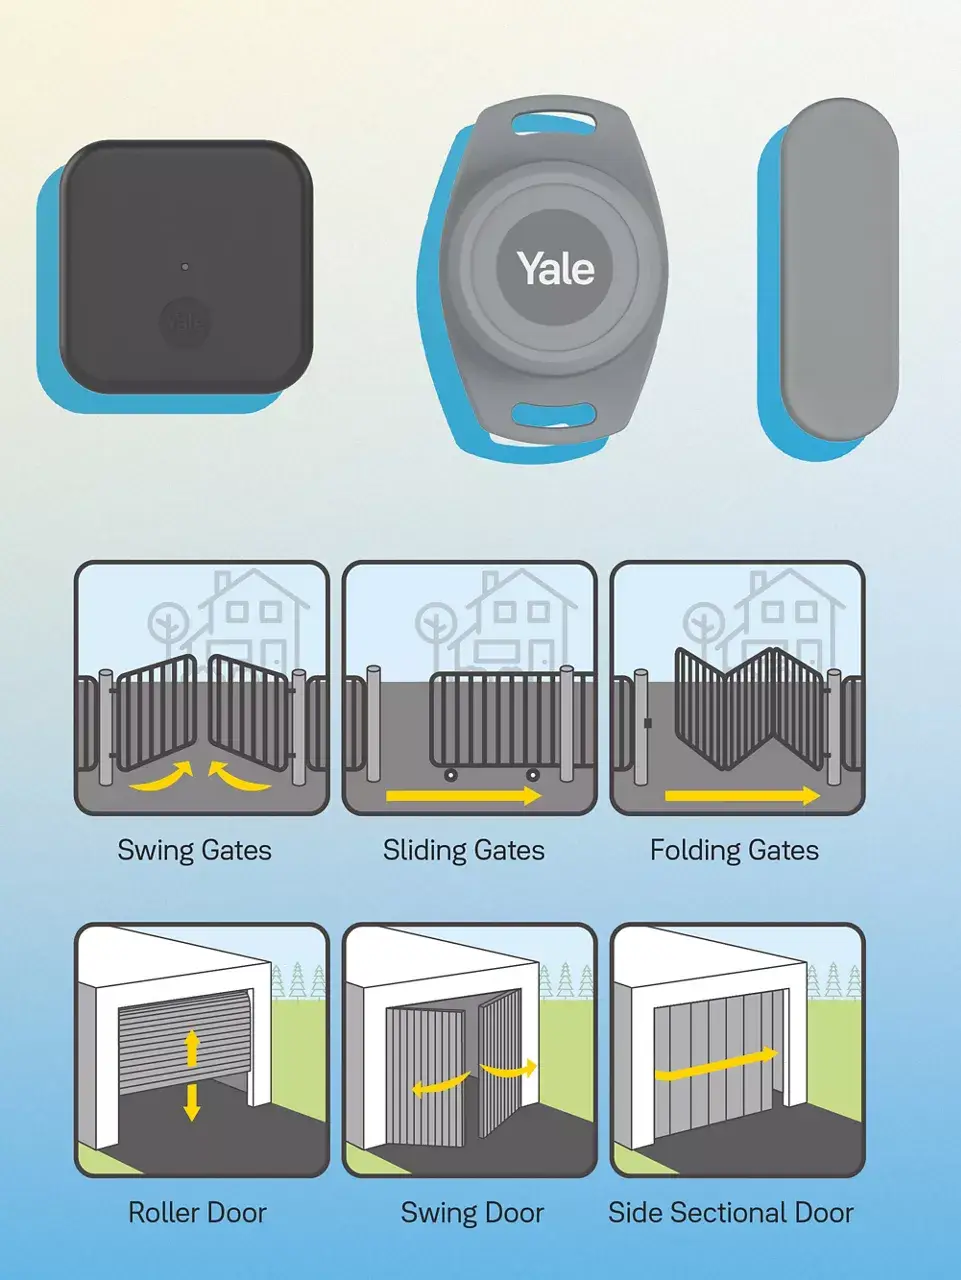 Yale
Yale
Swing Gates
Sliding Gates
Folding Gates
Roller Door
Swing Door
Side Sectional Door